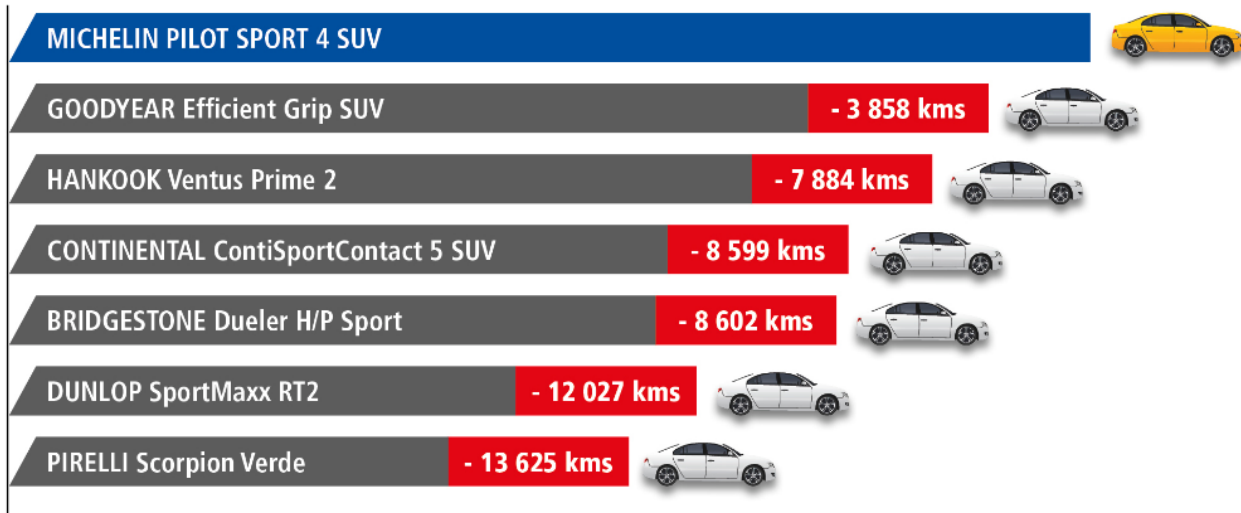 MICHELIN PILOT SPORT 4 SUV
GOODYEAR Efficient Grip SUV - 3 858 kms
HANKOOK Ventus Prime 2 - 7 884 kms
CONTINENTAL ContiSportContact 5 SUV - 8 599 kms
BRIDGESTONE Dueler H/P Sport - 8 602 kms
DUNLOP SportMaxx RT2 - 12 027 kms
PIRELLI Scorpion Verde - 13 625 kms